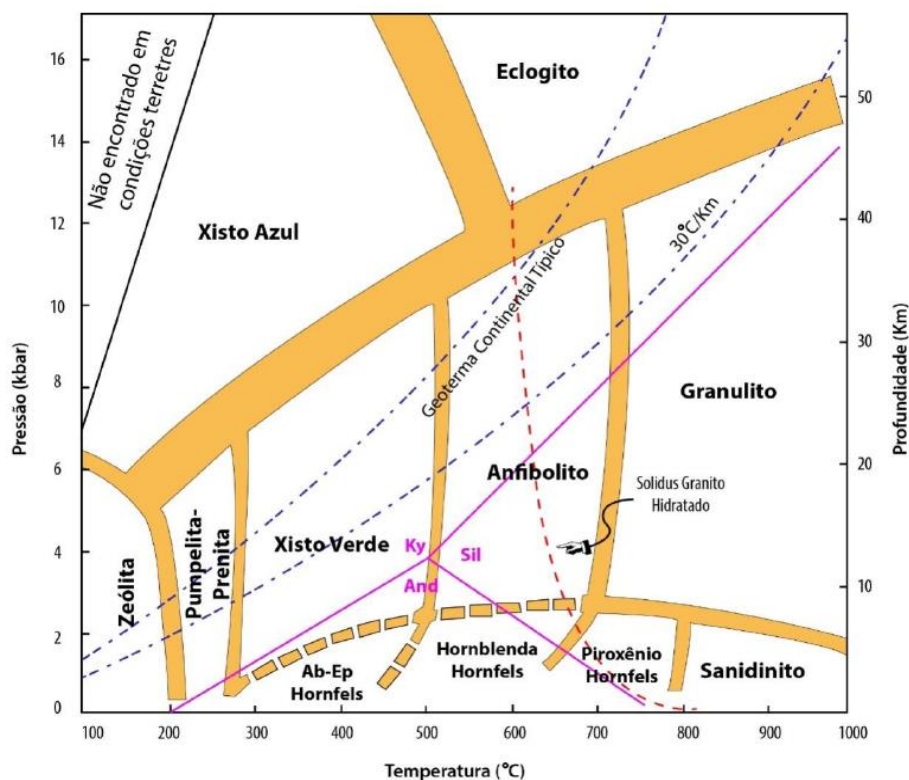 Não encontrado em
condições terretres
Eclogito
Xisto Azul
Geoterma Continental Típico
30°C/Km
Granulito
Anfibolito
Solidus Granito
Hidratado
Zeólita
Pumpelita-
Prenita
Xisto Verde
Ky
Sil
And
Ab-Ep
Hornfels
Hornblenda
Hornfels
Piroxênio
Hornfels
Sanidinito
Pressão (kbar)
16
14
12
10
8
6
4
2
0
Profundidade (Km)
50
40
30
20
10
100 200 300 400 500 600 700 800 900 1000
Temperatura (°C)